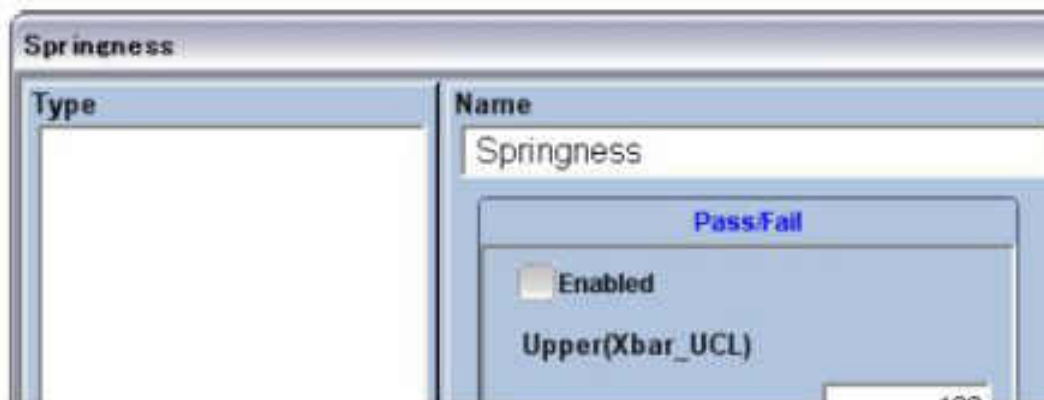 Springness
Type
Name
Springness
Pass/Fail
Enabled
Upper(Xbar_UCL)